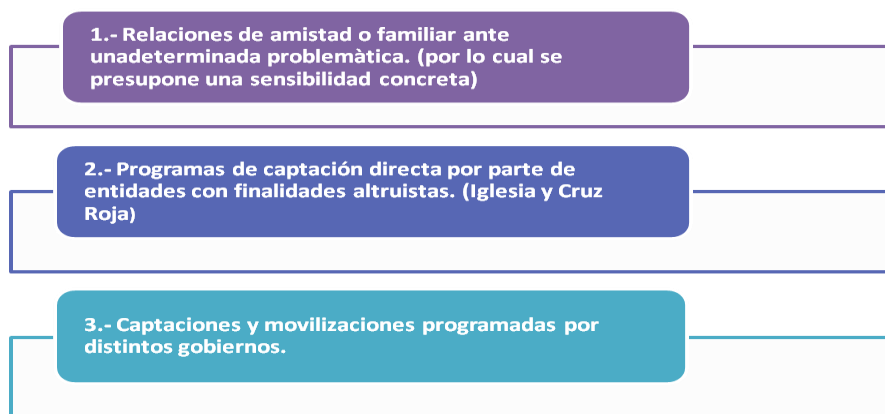 1.- Relaciones de amistad o familiar ante
unadeterminada problemàtica. (por lo cual se
presupone una sensibilidad concreta)
2.- Programas de captación directa por parte de
entidades con finalidades altruistas. (Iglesia y Cruz
Roja)
3.- Captaciones y movilizaciones programadas por
distintos gobiernos.